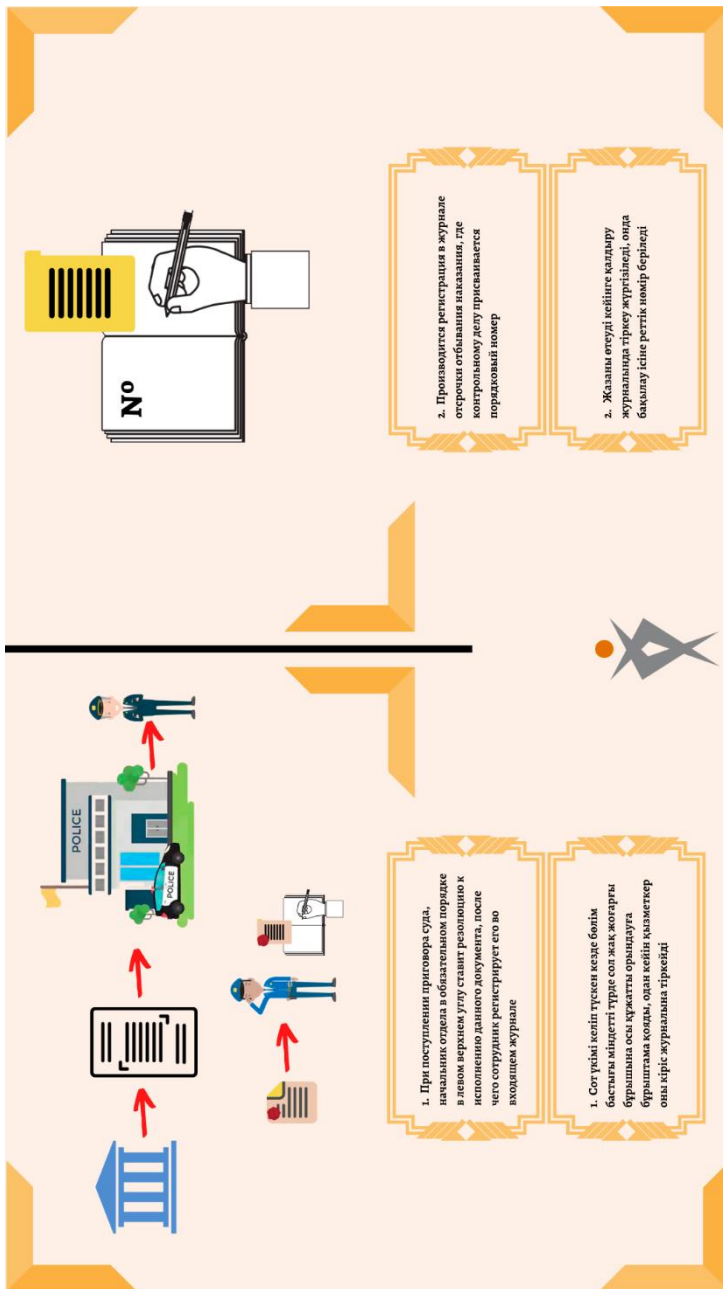 POLICE
POLICE
1. При поступлении приговора суда,
начальник отдела в обязательном порядке
в левом верхнем углу ставит резолюцию к
исполнению данного документа, после
чего сотрудник регистрирует его во
входящем журнале
1. Сот үкімі келіп түскен кезде бөлім
бастығы міндетті түрде сол жақ жоғарғы
бұрышына осы құжатты орындауға
бұрыштама қояды, одан кейін қызметкер
оны кіріс журналына тіркейді
Nº
2. Производится регистрация в журнале
отсрочки отбывания наказания, где
контрольному делу присваивается
порядковый номер
2. Жазаны өтеуді кейінге қалдыру
журналында тіркеу жүргізіледі, онда
бақылау ісіне реттік нөмір беріледі